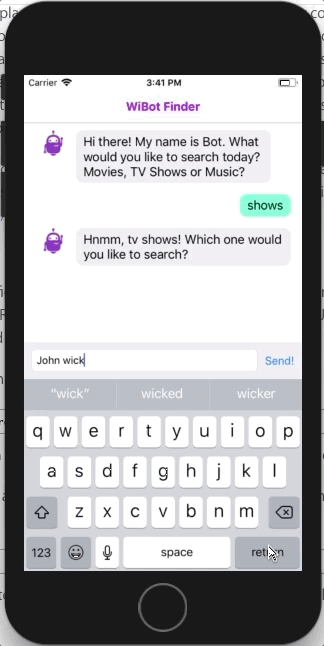 Carrier 3:41 PM
WiBot Finder
Hi there! My name is Bot. What
would you like to search today?
Movies, TV Shows or Music?
shows
Hnmm, tv shows! Which one would
you like to search?
John wick Send!
“wick” wicked wicker
q w e r t y u i o p
a s d f g h j k l
z x c v b n m
123 space return